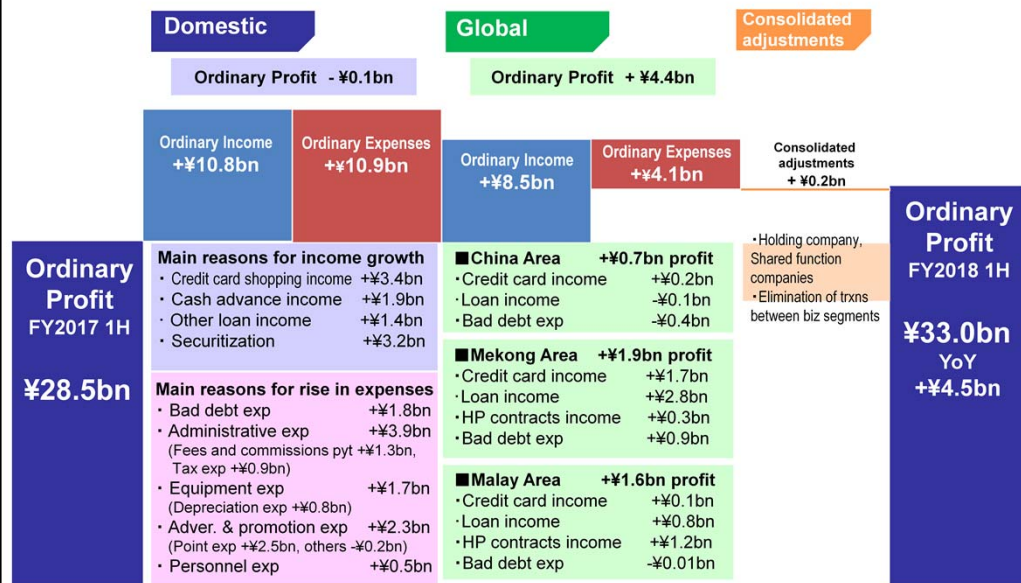 Domestic
Ordinary Profit - ¥0.1bn
Global
Ordinary Profit + ¥4.4bn
Consolidated
adjustments
Ordinary Income
+¥10.8bn
Ordinary Expenses
+¥10.9bn
Ordinary Income
+¥8.5bn
Ordinary Expenses
+¥4.1bn
Consolidated
adjustments
+ ¥0.2bn
Ordinary
Profit
FY2017 1H
¥28.5bn
Main reasons for income growth
・ Credit card shopping income +¥3.4bn
・ Cash advance income +¥1.9bn
・ Other loan income +¥1.4bn
・ Securitization +¥3.2bn
Main reasons for rise in expenses
・ Bad debt exp +¥1.8bn
・ Administrative exp +¥3.9bn
(Fees and commissions pyt +¥1.3bn,
Tax exp +¥0.9bn)
・ Equipment exp +¥1.7bn
(Depreciation exp +¥0.8bn)
・ Adver. & promotion exp +¥2.3bn
(Point exp +¥2.5bn, others -¥0.2bn)
・ Personnel exp +¥0.5bn
■China Area +¥0.7bn profit
・Credit card income +¥0.2bn
・Loan income -¥0.1bn
・Bad debt exp -¥0.4bn
■Mekong Area +¥1.9bn profit
・Credit card income +¥1.7bn
・Loan income +¥2.8bn
・HP contracts income +¥0.3bn
・Bad debt exp +¥0.9bn
■Malay Area +¥1.6bn profit
・Credit card income +¥0.1bn
・Loan income +¥0.8bn
・HP contracts income +¥1.2bn
・Bad debt exp -¥0.01bn
・Holding company,
Shared function
companies
・Elimination of trxns
between biz segments
Ordinary
Profit
FY2018 1H
¥33.0bn
YoY
+¥4.5bn